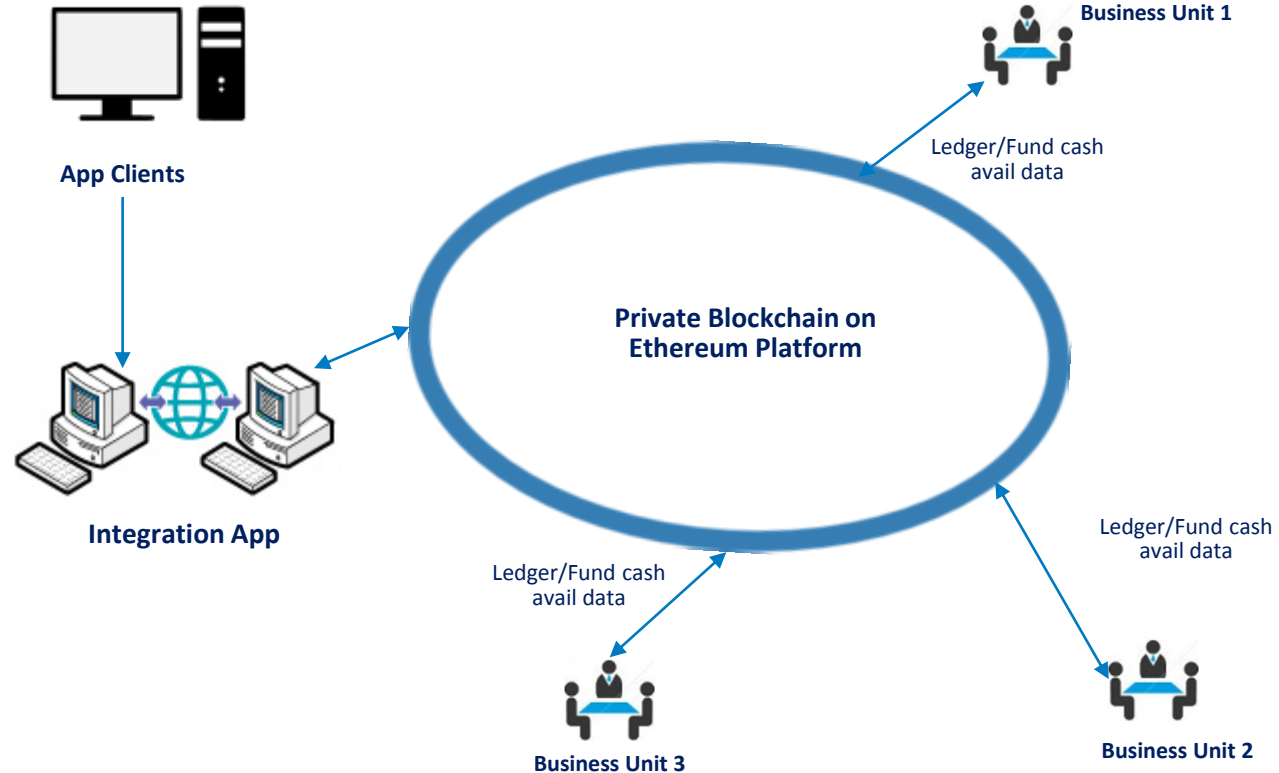 Business Unit 1
App Clients
Ledger/Fund cash
avail data
Private Blockchain on
Ethereum Platform
Integration App
Ledger/Fund cash
avail data
Ledger/Fund cash
avail data
Business Unit 3
Business Unit 2